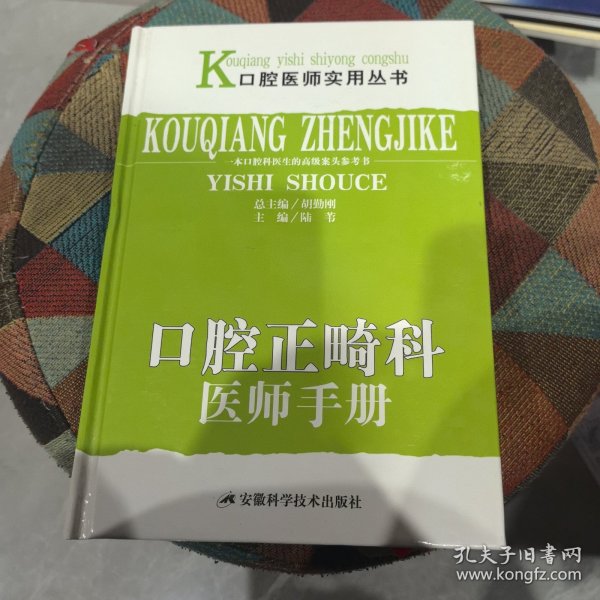 Kouqiang yishi shiyong congshu
口腔医师实用丛书
KOUQIANG ZHENGJIKE
一本口腔科医生的高级案头参考书
YISHI SHOUCE
总主编/胡勤刚
主 编/陆 苇
口腔正畸科
医师手册
安徽科学技术出版社
孔夫子旧书网
www.kongfz.com